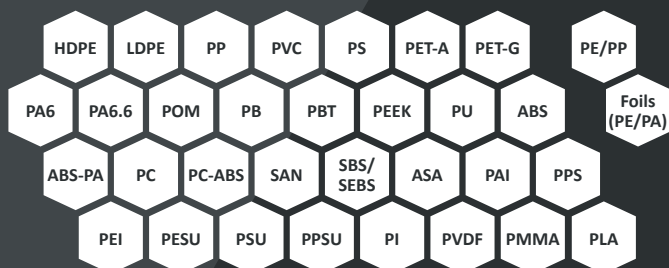 HDPE LDPE PP PVC PS PET-A PET-G PE/PP
PA6 PA6.6 POM PB PBT PEEK PU ABS Foils
(PE/PA)
ABS-PA PC PC-ABS SAN SBS/
SEBS ASA PAI PPS
PEI PESU PSU PPSU PI PVDF PMMA PLA